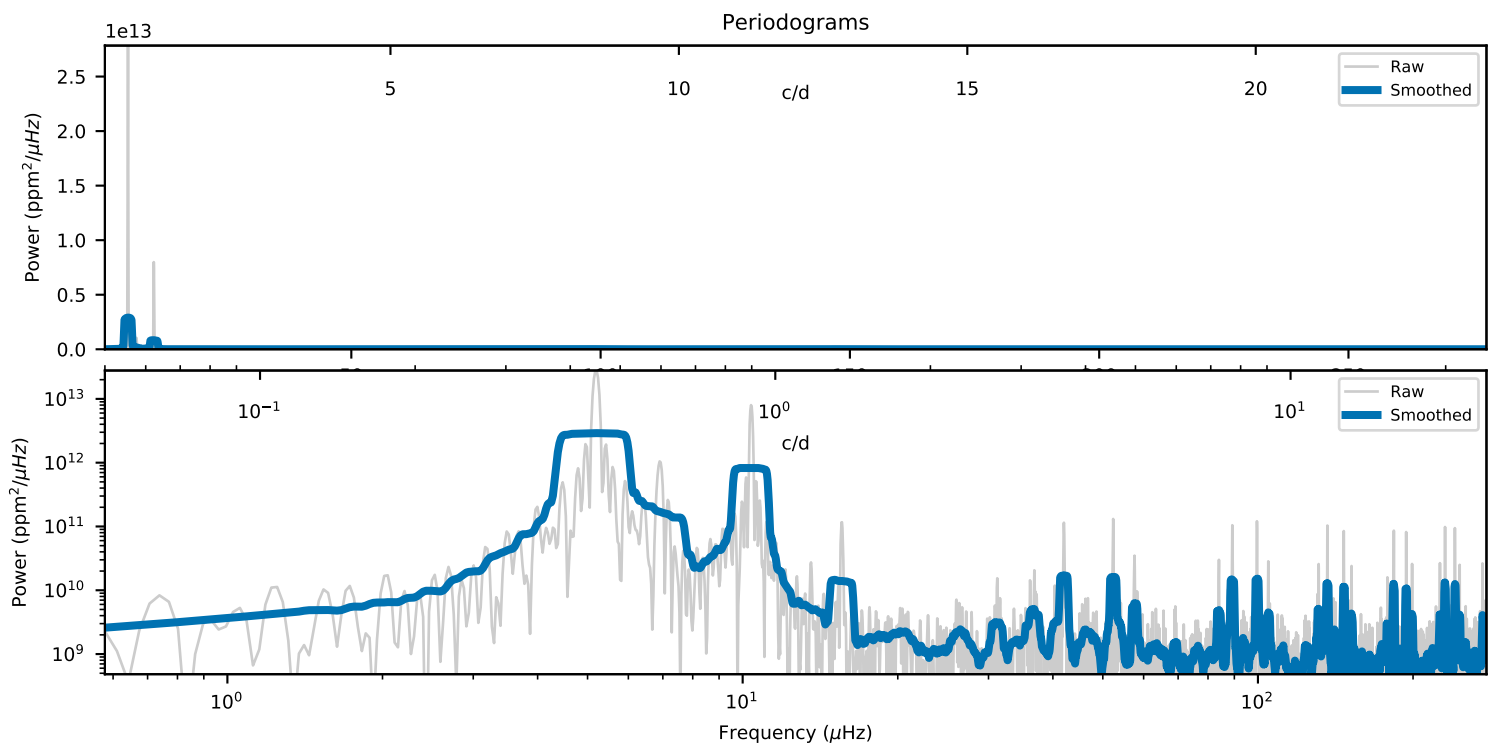 Periodograms
1e13
Power (ppm²/μHz)
2.5
2.0
1.5
1.0
0.5
0.0
5
10
15
20
c/d
Raw
Smoothed
Power (ppm²/μHz)
10¹³
10¹²
10¹¹
10¹⁰
10⁹
10⁻¹
10⁰
10¹
c/d
Raw
Smoothed
10⁰
10¹
10²
Frequency (μHz)